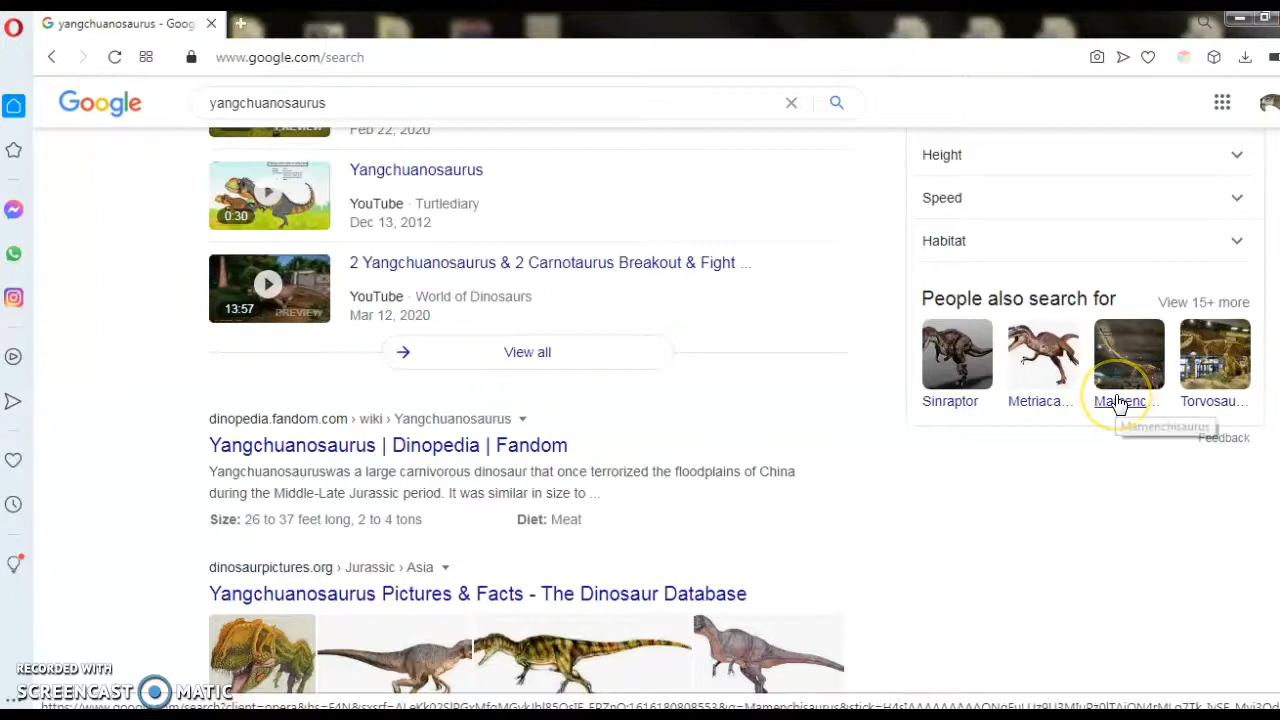 yangchuanosaurus - Goog
www.google.com/search
Google
yangchuanosaurus
PREVIEW
Feb 22, 2020
Yangchuanosaurus
YouTube · Turtlediary
Dec 13, 2012
0:30
2 Yangchuanosaurus & 2 Carnotaurus Breakout & Fight ...
YouTube · World of Dinosaurs
Mar 12, 2020
13:57
PREVIEW
View all
dinopedia.fandom.com › wiki › Yangchuanosaurus
Yangchuanosaurus | Dinopedia | Fandom
Yangchuanosauruswas a large carnivorous dinosaur that once terrorized the floodplains of China
during the Middle-Late Jurassic period. It was similar in size to ...
Size: 26 to 37 feet long, 2 to 4 tons
Diet: Meat
dinosaurpictures.org › Jurassic › Asia
Yangchuanosaurus Pictures & Facts - The Dinosaur Database
Height
Speed
Habitat
People also search for
View 15+ more
Sinraptor
Metriaca...
Mamenc...
Torvosau...
Mamenchisaurus
Feedback
RECORDED WITH
SCREENCAST MATIC